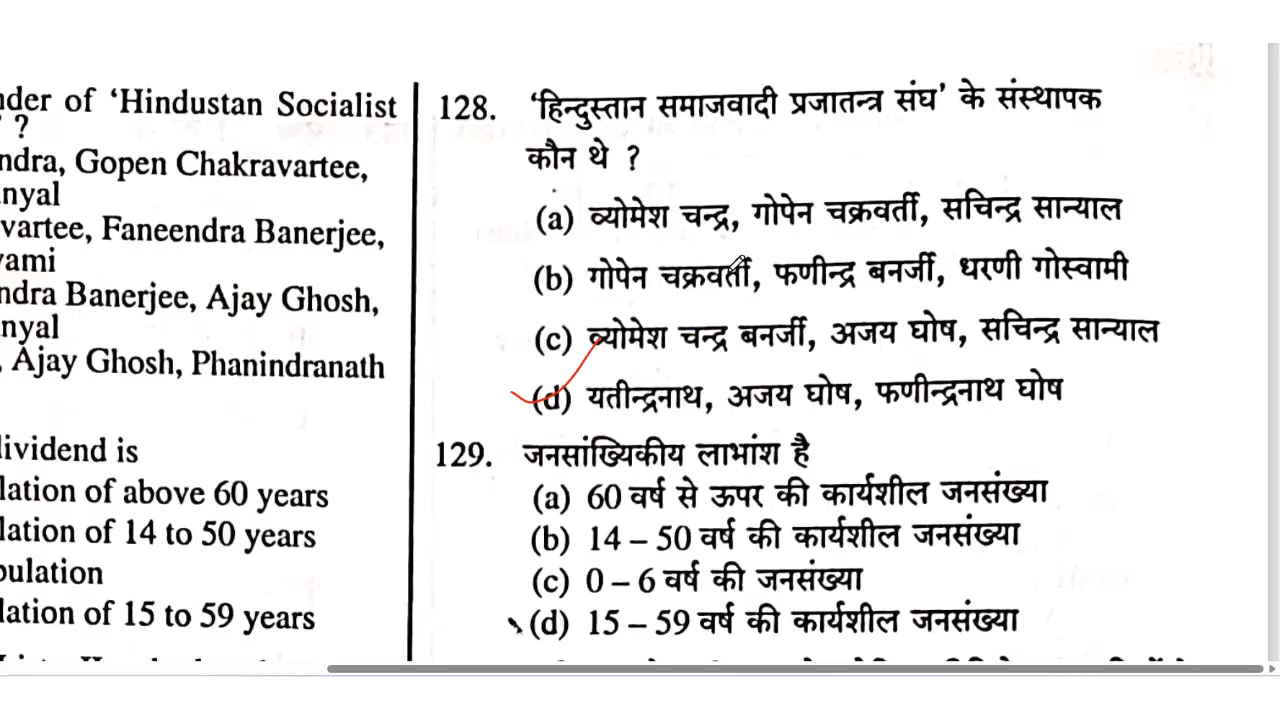 nder of ‘Hindustan Socialist
’ ?
ndra, Gopen Chakravartee,
nyal
vartee, Faneendra Banerjee,
vami
ndra Banerjee, Ajay Ghosh,
nyal
, Ajay Ghosh, Phanindranath
dividend is
lation of above 60 years
lation of 14 to 50 years
pulation
lation of 15 to 59 years
128. ‘हिन्दुस्तान समाजवादी प्रजातन्त्र संघ’ के संस्थापक
कौन थे ?
(a) व्योमेश चन्द्र, गोपेन चक्रवर्ती, सचिन्द्र सान्याल
(b) गोपेन चक्रवर्ती, फणीन्द्र बनर्जी, धरणी गोस्वामी
(c) व्योमेश चन्द्र बनर्जी, अजय घोष, सचिन्द्र सान्याल
(d) यतीन्द्रनाथ, अजय घोष, फणीन्द्रनाथ घोष
129. जनसांख्यिकीय लाभांश है
(a) 60 वर्ष से ऊपर की कार्यशील जनसंख्या
(b) 14 – 50 वर्ष की कार्यशील जनसंख्या
(c) 0 – 6 वर्ष की जनसंख्या
(d) 15 – 59 वर्ष की कार्यशील जनसंख्या